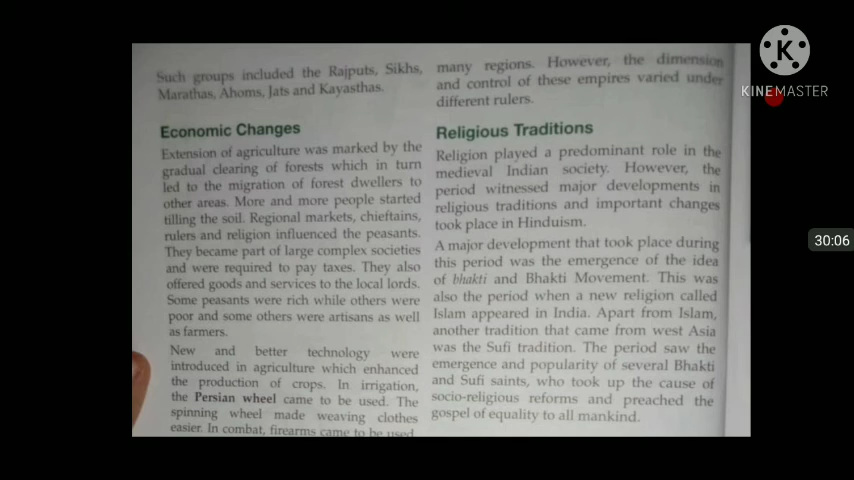 Such groups included the Rajputs, Sikhs,
Marathas, Ahoms, Jats and Kayasthas.
Economic Changes
Extension of agriculture was marked by the
gradual clearing of forests which in turn
led to the migration of forest dwellers to
other areas. More and more people started
tilling the soil. Regional markets, chieftains,
rulers and religion influenced the peasants.
They became part of large complex societies
and were required to pay taxes. They also
offered goods and services to the local lords.
Some peasants were rich while others were
poor and some others were artisans as well
as farmers.
New and better technology were
introduced in agriculture which enhanced
the production of crops. In irrigation,
the Persian wheel came to be used. The
spinning wheel made weaving clothes
easier. In combat, firearms came to be used.
many regions. However, the dimension
and control of these empires varied under
different rulers.
Religious Traditions
Religion played a predominant role in the
medieval Indian society. However, the
period witnessed major developments in
religious traditions and important changes
took place in Hinduism.
A major development that took place during
this period was the emergence of the idea
of bhakti and Bhakti Movement. This was
also the period when a new religion called
Islam appeared in India. Apart from Islam,
another tradition that came from west Asia
was the Sufi tradition. The period saw the
emergence and popularity of several Bhakti
and Sufi saints, who took up the cause of
socio-religious reforms and preached the
gospel of equality to all mankind.
K
KINEMASTER
30:06